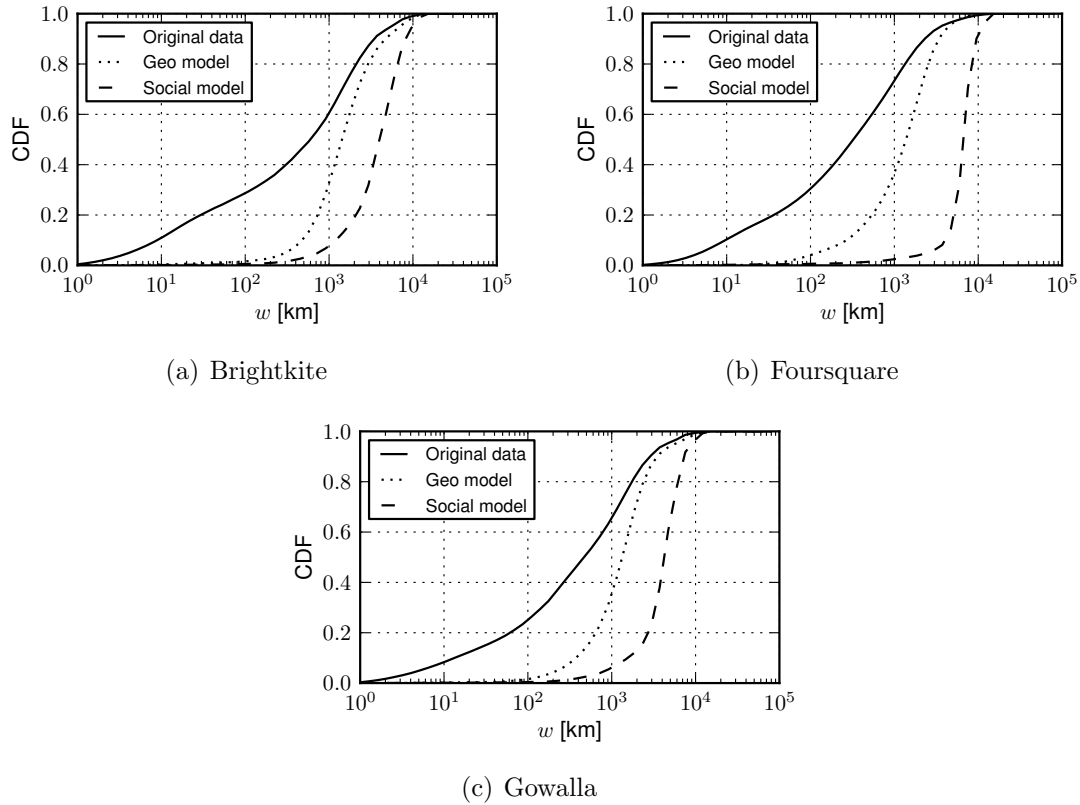 1.0
0.8
0.6
0.4
0.2
0.0
CDF
Original data
Geo model
Social model
10^0 10^1 10^2 10^3 10^4 10^5
w [km]
(a) Brightkite
1.0
0.8
0.6
0.4
0.2
0.0
CDF
Original data
Geo model
Social model
10^0 10^1 10^2 10^3 10^4 10^5
w [km]
(b) Foursquare
1.0
0.8
0.6
0.4
0.2
0.0
CDF
Original data
Geo model
Social model
10^0 10^1 10^2 10^3 10^4 10^5
w [km]
(c) Gowalla